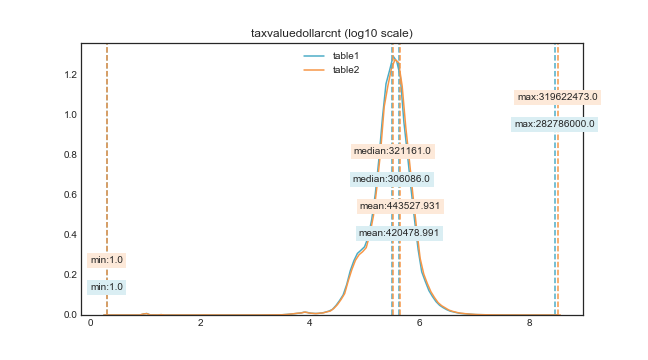 taxvaluedollarcnt (log10 scale)
table1
table2
1.2
1.0
0.8
0.6
0.4
0.2
0.0
max:319622473.0
max:282786000.0
median:321161.0
median:306086.0
mean:443527.931
mean:420478.991
min:1.0
min:1.0
0 2 4 6 8